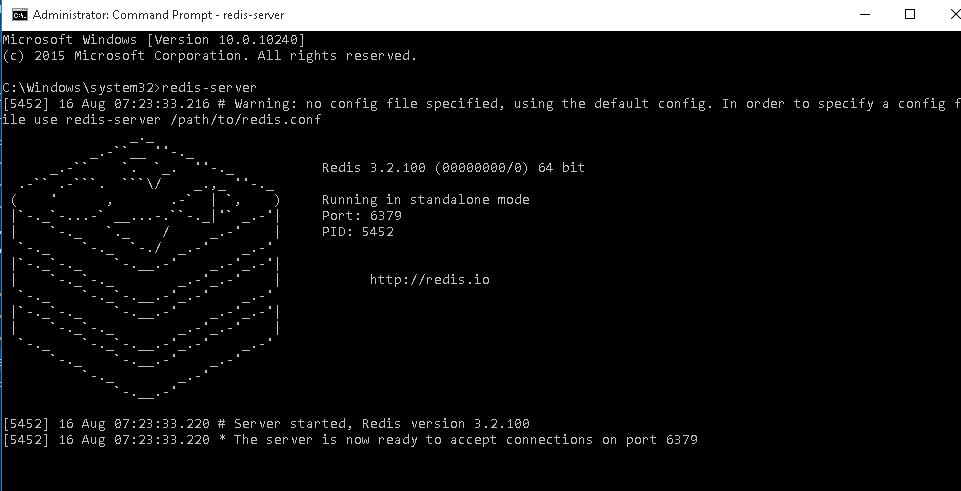 Administrator: Command Prompt - redis-server
Microsoft Windows [Version 10.0.10240]
(c) 2015 Microsoft Corporation. All rights reserved.
C:\Windows\system32>redis-server
[5452] 16 Aug 07:23:33.216 # Warning: no config file specified, using the default config. In order to specify a config f
ile use redis-server /path/to/redis.conf
Redis 3.2.100 (00000000/0) 64 bit
Running in standalone mode
Port: 6379
PID: 5452
http://redis.io
[5452] 16 Aug 07:23:33.220 # Server started, Redis version 3.2.100
[5452] 16 Aug 07:23:33.220 * The server is now ready to accept connections on port 6379